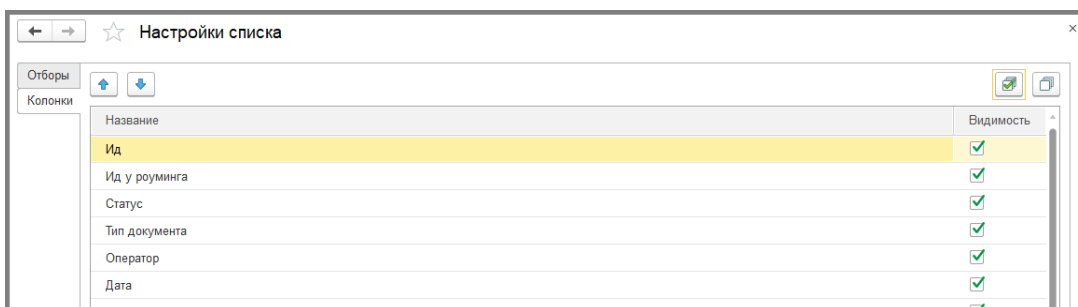 Настройки списка
Отборы
Колонки
Название Видимость
Ид
Ид у роуминга
Статус
Тип документа
Оператор
Дата